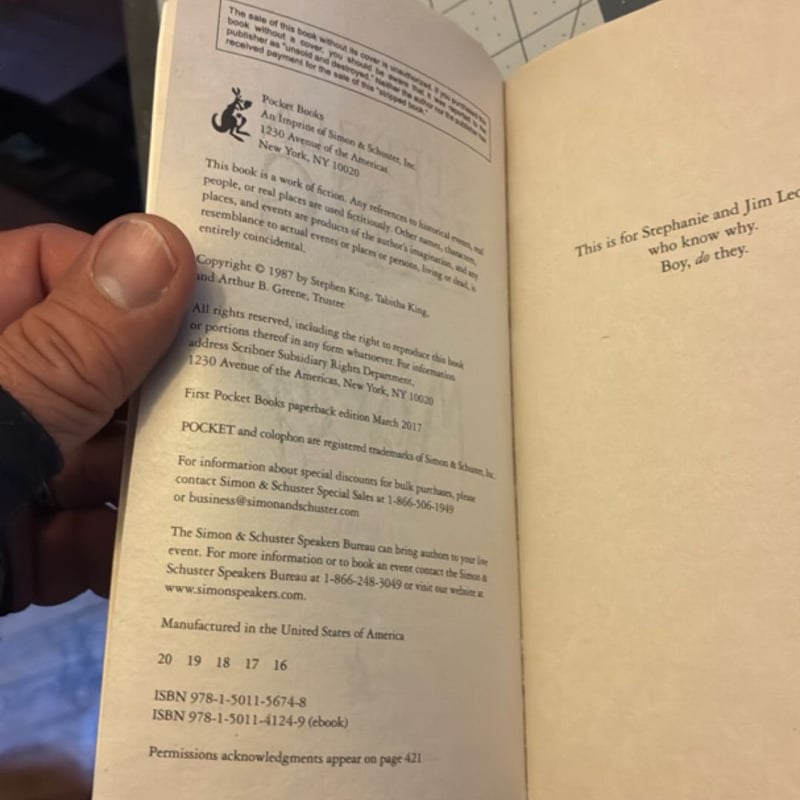 The sale of this book without its cover is unauthorized. If you purchased this
book without a cover, you should be aware that it was reported to the
publisher as "unsold and destroyed." Neither the author nor the publisher has
received payment for the sale of this "stripped book."
Pocket Books
An Imprint of Simon & Schuster, Inc.
1230 Avenue of the Americas
New York, NY 10020
This book is a work of fiction. Any references to historical events, real
people, or real places are used fictitiously. Other names, characters,
places, and events are products of the author's imagination, and any
resemblance to actual events or places or persons, living or dead, is
entirely coincidental.
Copyright © 1987 by Stephen King, Tabitha King,
and Arthur B. Greene, Trustee
All rights reserved, including the right to reproduce this book
or portions thereof in any form whatsoever. For information
address Scribner Subsidiary Rights Department,
1230 Avenue of the Americas, New York, NY 10020
First Pocket Books paperback edition March 2017
POCKET and colophon are registered trademarks of Simon & Schuster, Inc.
For information about special discounts for bulk purchases, please
contact Simon & Schuster Special Sales at 1-866-506-1949
or business@simonandschuster.com
The Simon & Schuster Speakers Bureau can bring authors to your live
event. For more information or to book an event contact the Simon &
Schuster Speakers Bureau at 1-866-248-3049 or visit our website at
www.simonspeakers.com.
Manufactured in the United States of America
20 19 18 17 16
ISBN 978-1-5011-5674-8
ISBN 978-1-5011-4124-9 (ebook)
Permissions acknowledgments appear on page 421
This is for Stephanie and Jim Leo
who know why.
Boy, do they.